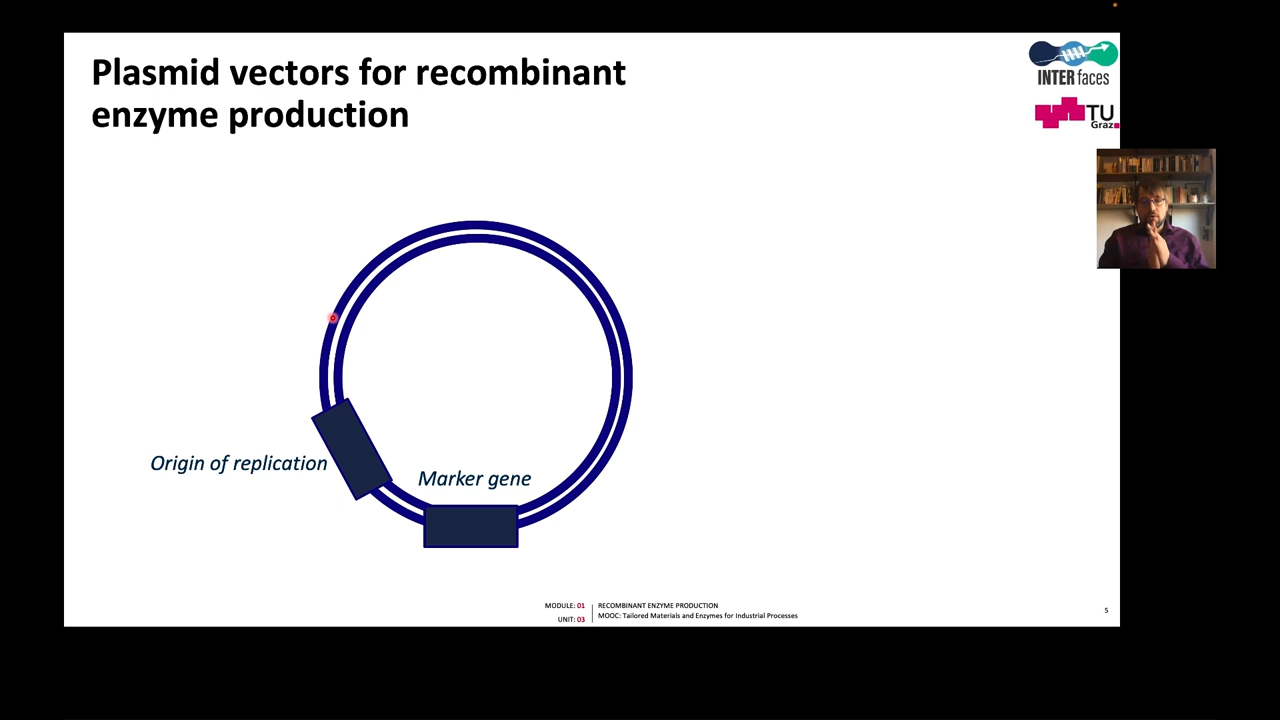 Plasmid vectors for recombinant
enzyme production
INTERfaces
TU
Graz
Origin of replication
Marker gene
MODULE: 01
UNIT: 03
RECOMBINANT ENZYME PRODUCTION
MOOC: Tailored Materials and Enzymes for Industrial Processes
5